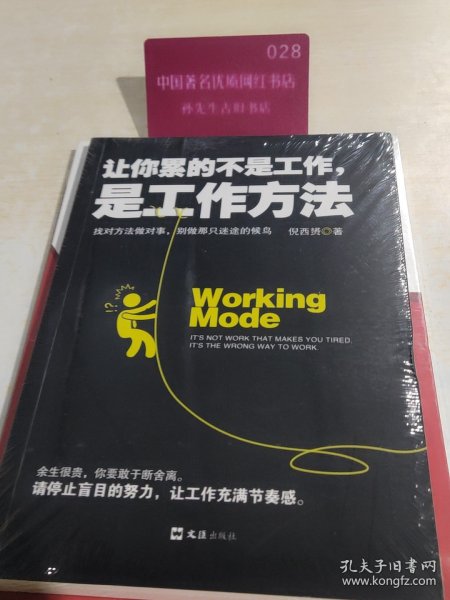 028
中国著名优质网红书店
孙先生古旧书店
让你累的不是工作，
是工作方法
找对方法做对事，别做那只迷途的候鸟 倪西赟◎著
!?
Working
Mode
IT'S NOT WORK THAT MAKES YOU TIRED.
IT'S THE WRONG WAY TO WORK.
余生很贵，你要敢于断舍离。
请停止盲目的努力，让工作充满节奏感。
文汇出版社
孔夫子旧书网
www.kongfz.com